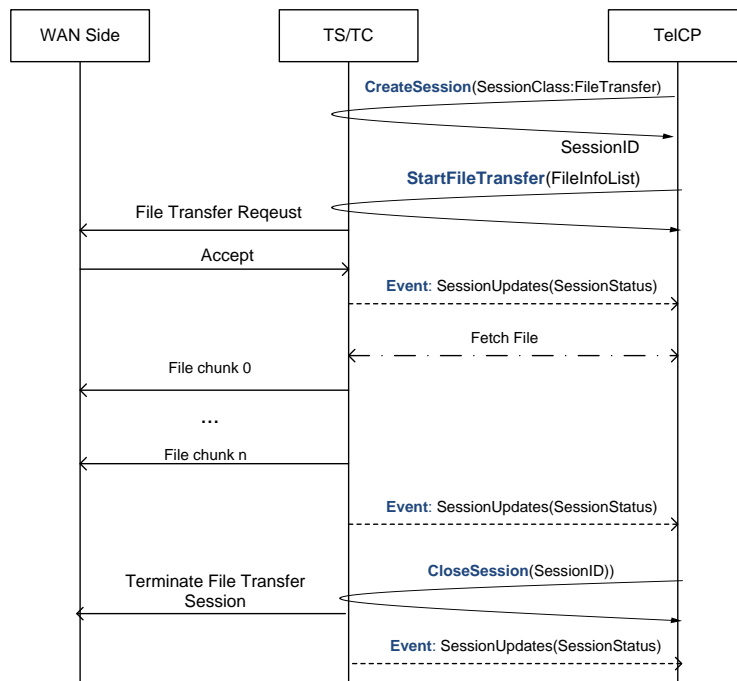 WAN Side
TS/TC
TelCP
CreateSession(SessionClass:FileTransfer)
SessionID
StartFileTransfer(FileInfoList)
File Transfer Reqeust
Accept
Event: SessionUpdates(SessionStatus)
Fetch File
File chunk 0
...
File chunk n
Event: SessionUpdates(SessionStatus)
CloseSession(SessionID))
Terminate File Transfer
Session
Event: SessionUpdates(SessionStatus)